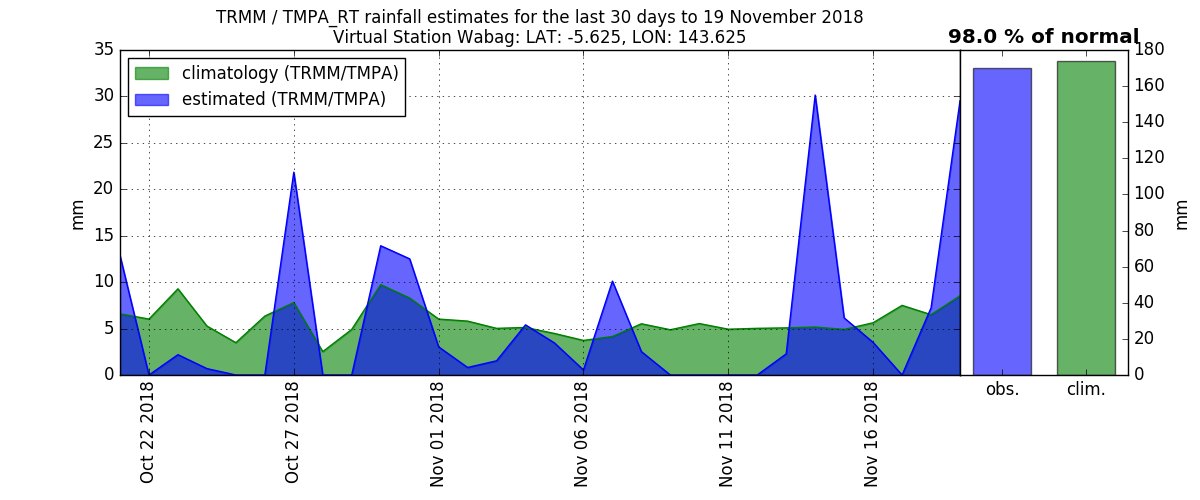 TRMM / TMPA_RT rainfall estimates for the last 30 days to 19 November 2018
Virtual Station Wabag: LAT: -5.625, LON: 143.625
98.0 % of normal
35
30
25
20
15
10
5
0
mm
climatology (TRMM/TMPA)
estimated (TRMM/TMPA)
Oct 22 2018
Oct 27 2018
Nov 01 2018
Nov 06 2018
Nov 11 2018
Nov 16 2018
obs.
clim.
180
160
140
120
100
80
60
40
20
0
mm